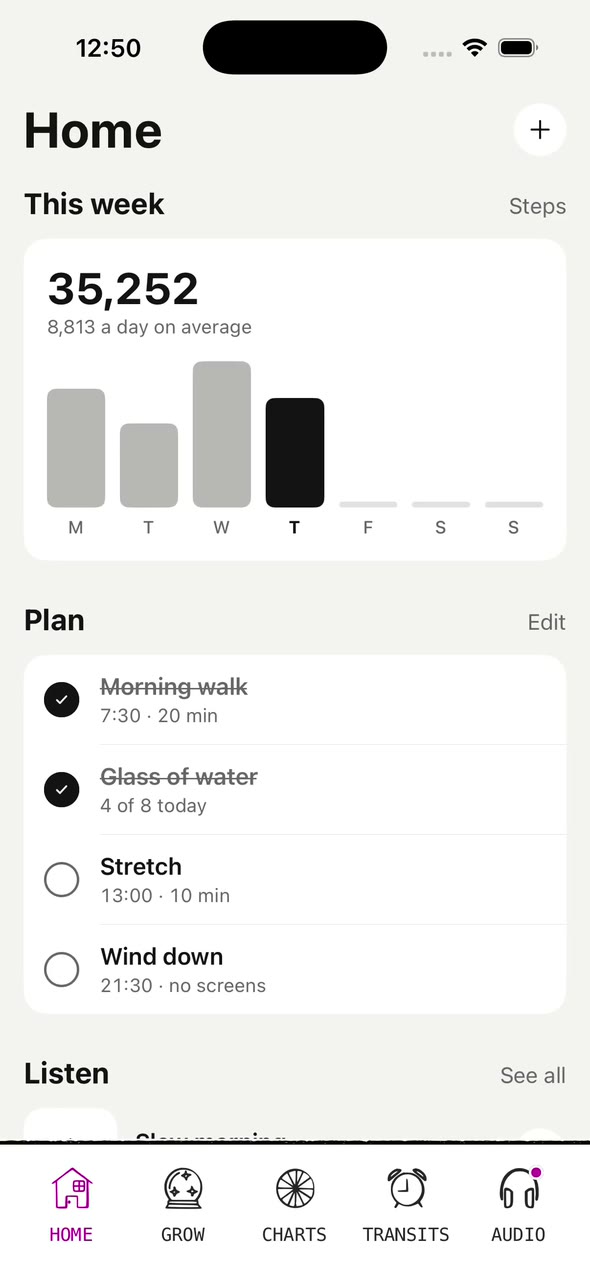 12:50
Home
This week
Steps
35,252
8,813 a day on average
M T W T F S S
Plan
Edit
Morning walk
7:30 · 20 min
Glass of water
4 of 8 today
Stretch
13:00 · 10 min
Wind down
21:30 · no screens
Listen
See all
Slow morning
HOME GROW CHARTS TRANSITS AUDIO